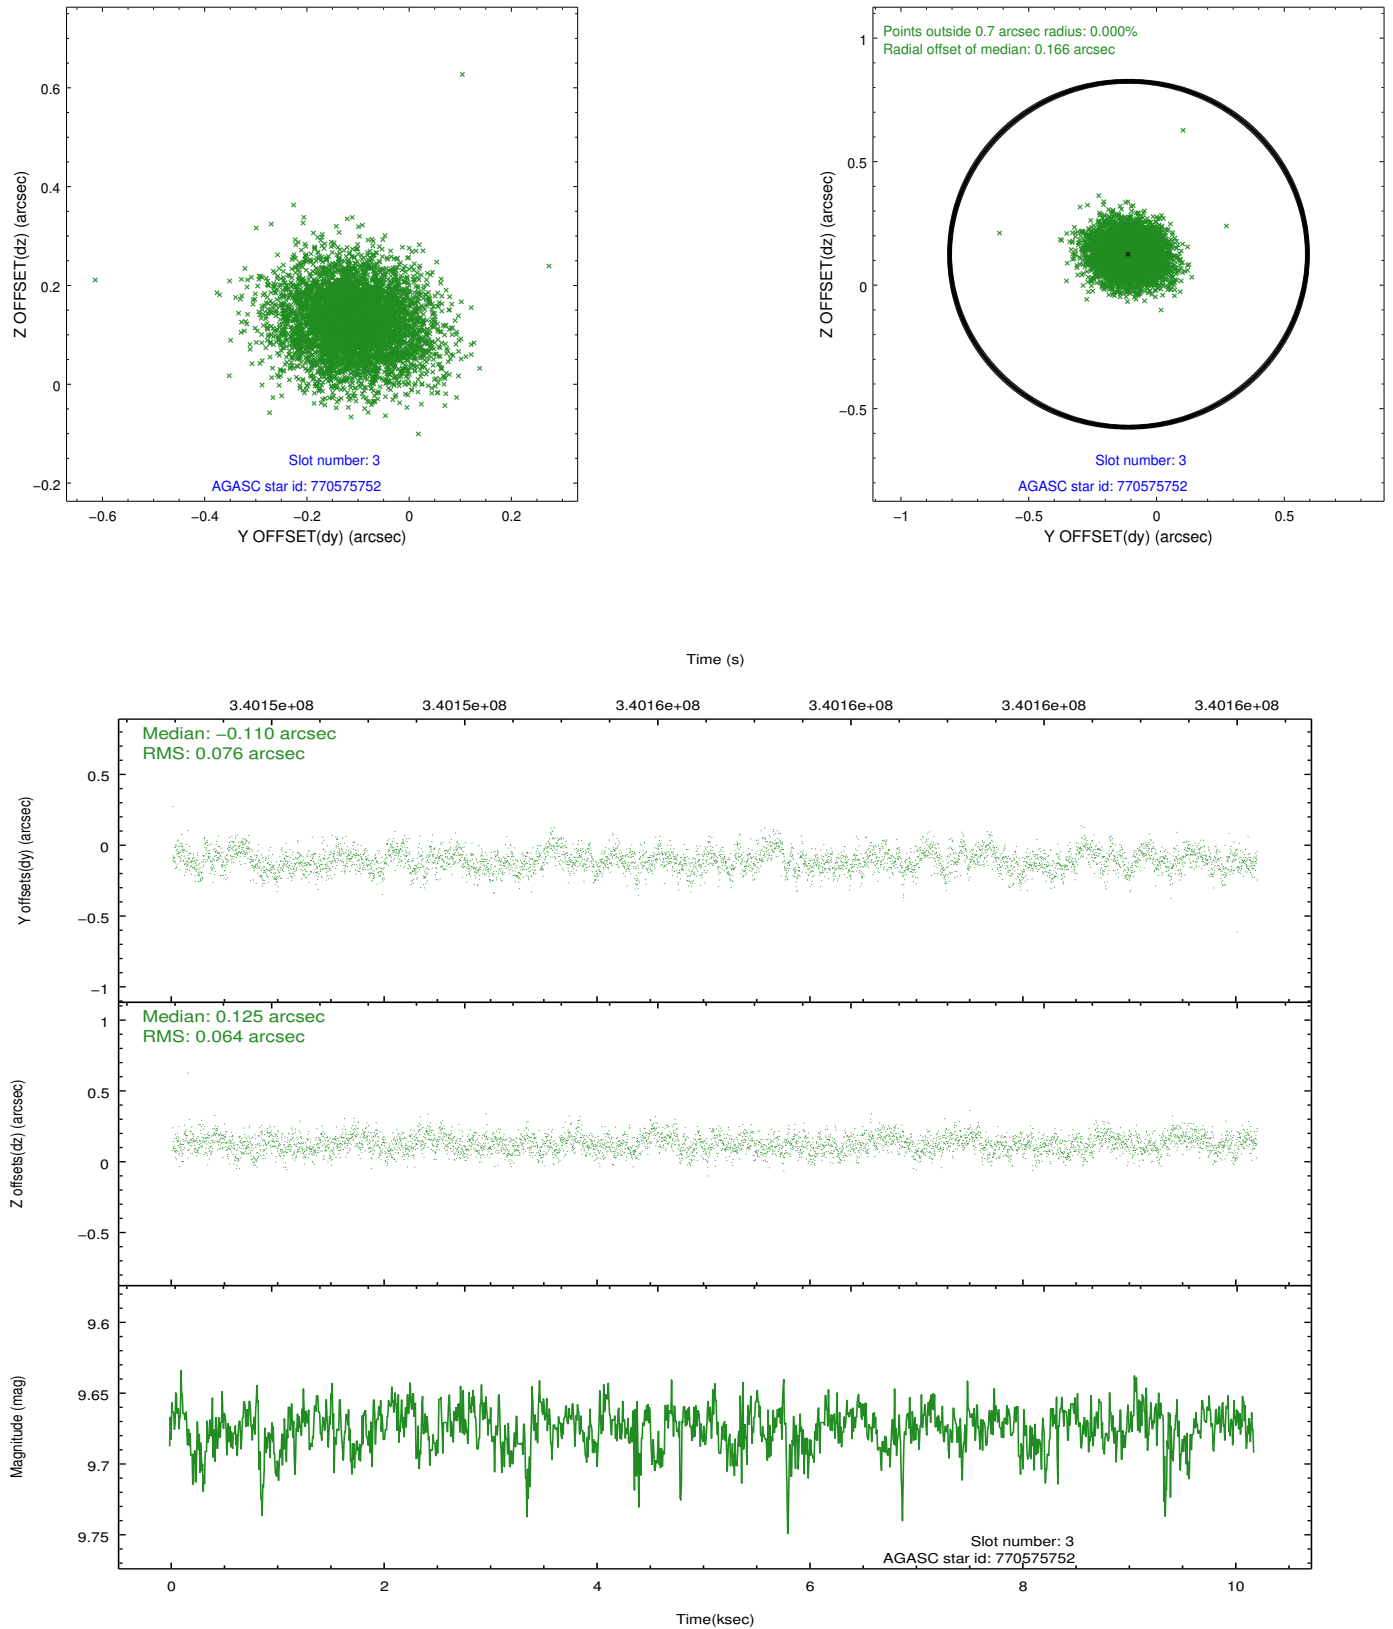 0.6
0.4
0.2
0
−0.2
Z OFFSET(dz) (arcsec)
Slot number: 3
AGASC star id: 770575752
−0.6
−0.4
−0.2
0
0.2
Y OFFSET(dy) (arcsec)
Points outside 0.7 arcsec radius: 0.000%
Radial offset of median: 0.166 arcsec
1
0.5
0
−0.5
Z OFFSET(dz) (arcsec)
Slot number: 3
AGASC star id: 770575752
−1
−0.5
0
0.5
Y OFFSET(dy) (arcsec)
Time (s)
3.4015e+08
3.4015e+08
3.4016e+08
3.4016e+08
3.4016e+08
3.4016e+08
Median: −0.110 arcsec
RMS: 0.076 arcsec
0.5
0
−0.5
−1
Y offsets(dy) (arcsec)
Median: 0.125 arcsec
RMS: 0.064 arcsec
1
0.5
0
−0.5
Z offsets(dz) (arcsec)
9.6
9.65
9.7
9.75
Magnitude (mag)
Slot number: 3
AGASC star id: 770575752
0
2
4
6
8
10
Time(ksec)